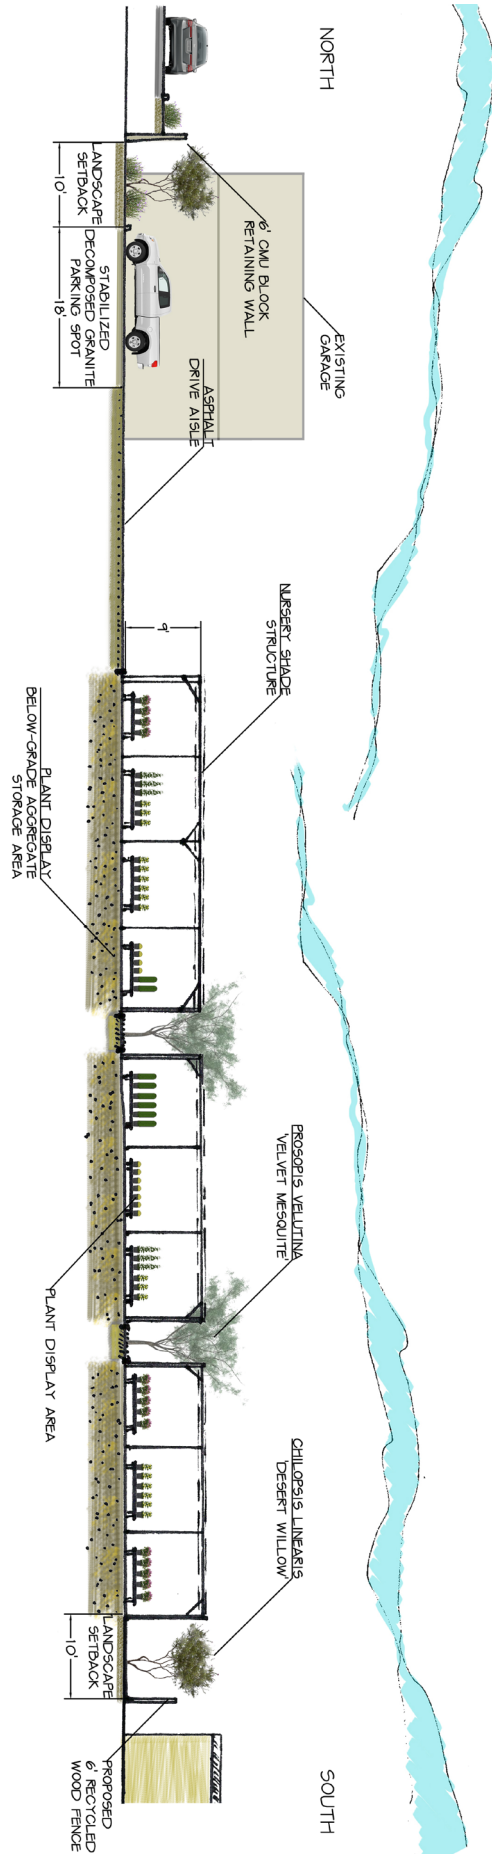 NORTH
SOUTH
EXISTING
GARAGE
6' CMU BLOCK
RETAINING WALL
LANDSCAPE
SETBACK
10'
STABILIZED
DECOMPOSED GRANITE
PARKING SPOT
18'
ASPHALT
DRIVE AISLE
NURSERY SHADE
STRUCTURE
9'
PLANT DISPLAY
BELOW-GRADE AGGREGATE
STORAGE AREA
PROSOPIS VELUTINA
'VELVET MESQUITE'
PLANT DISPLAY AREA
CHILOPSIS LINEARIS
'DESERT WILLOW'
LANDSCAPE
SETBACK
10'
PROPOSED
6' RECYCLED
WOOD FENCE